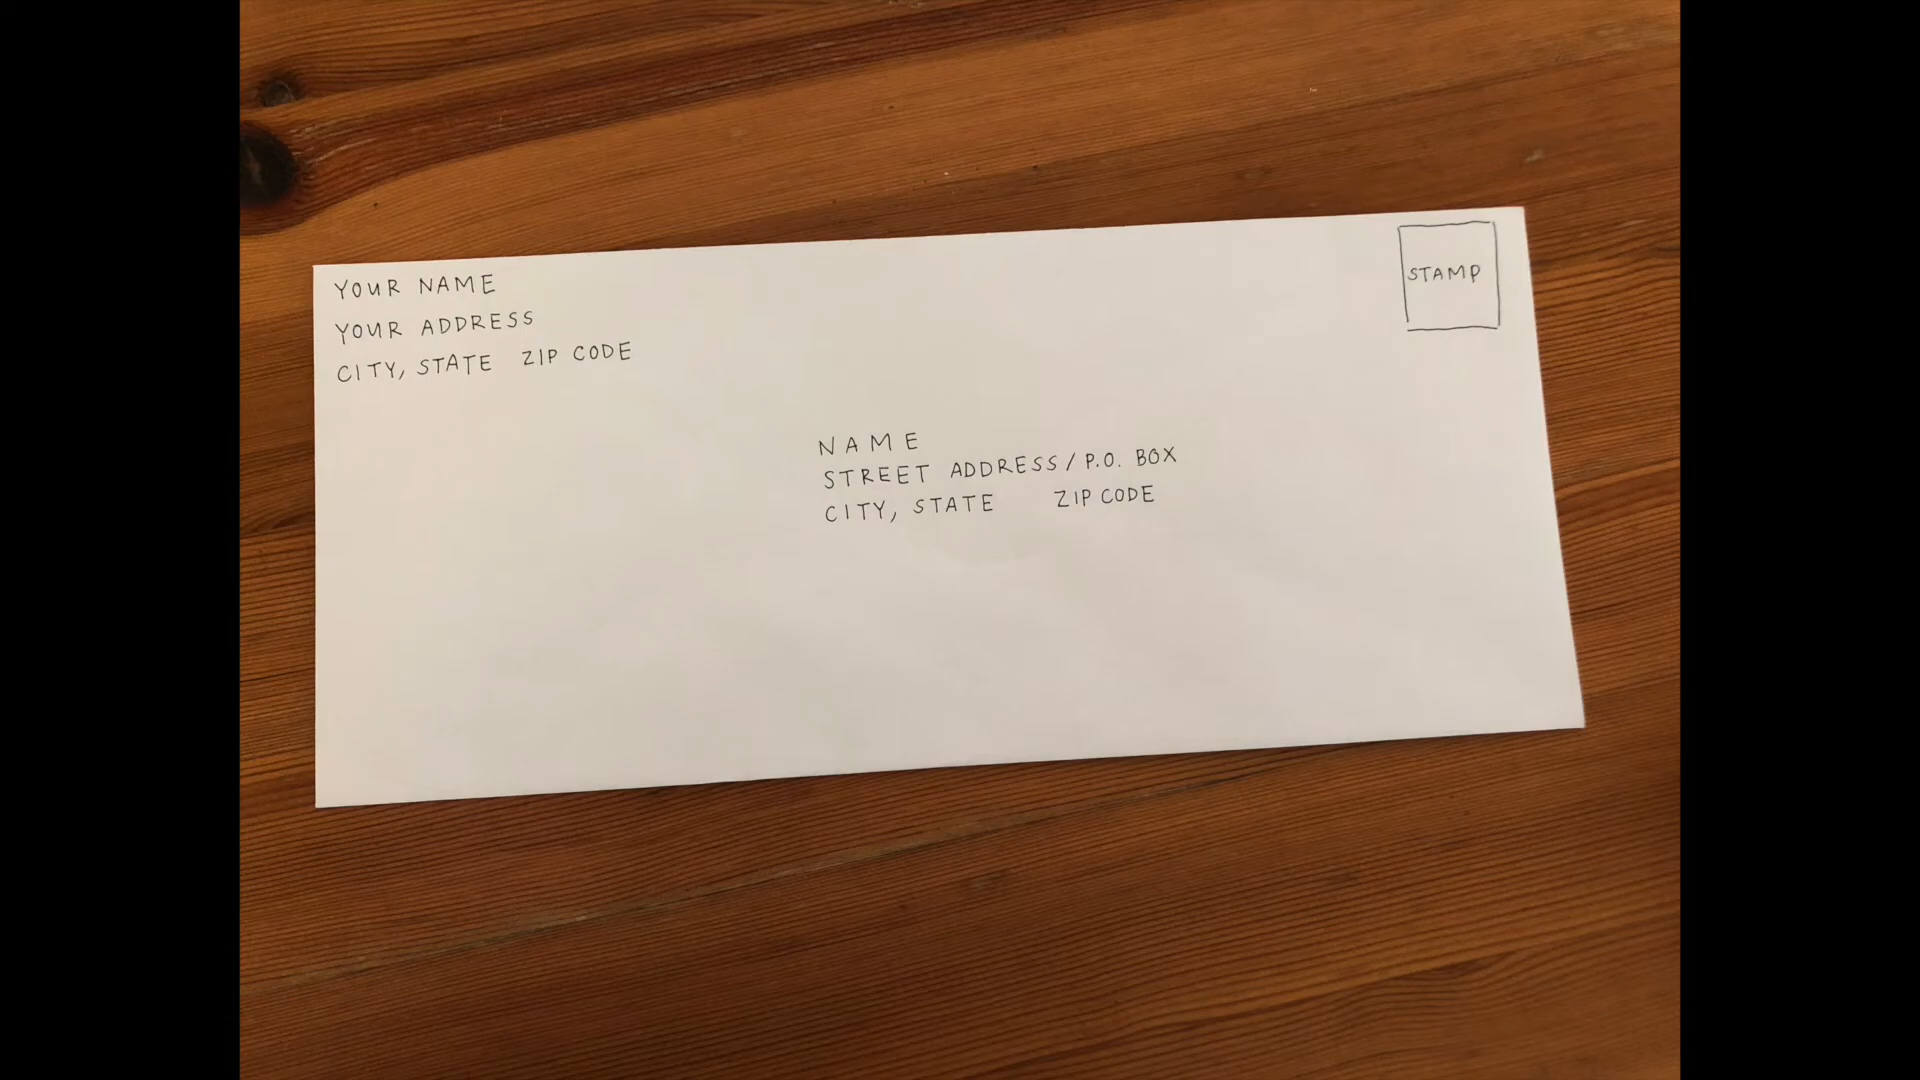 YOUR NAME
YOUR ADDRESS
CITY, STATE ZIP CODE
STAMP
NAME
STREET ADDRESS/P.O. BOX
CITY, STATE ZIP CODE